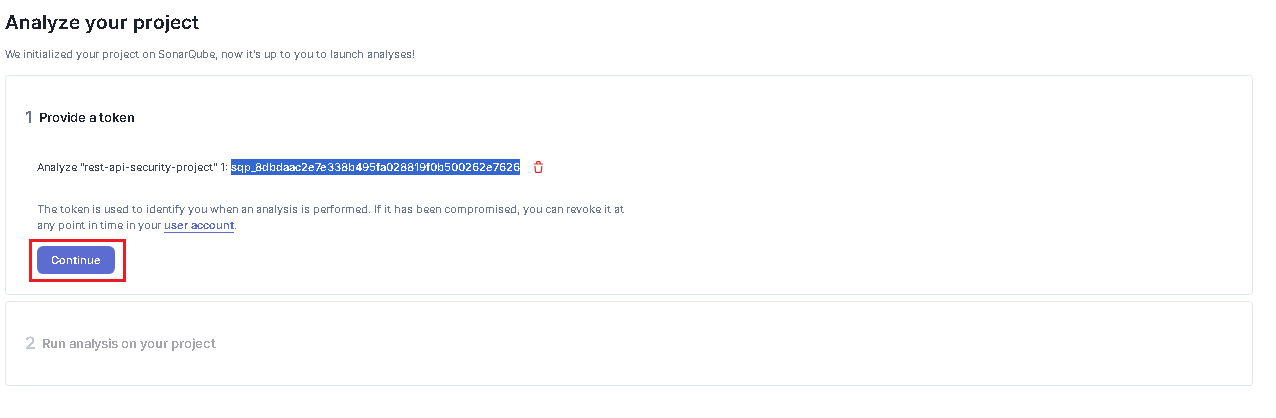 Analyze your project
We initialized your project on SonarQube, now it's up to you to launch analyses!
1 Provide a token
Analyze "rest-api-security-project" 1: sqp_8dbdaac2e7e338b495fa028819f0b500262e7626
The token is used to identify you when an analysis is performed. If it has been compromised, you can revoke it at
any point in time in your user account.
Continue
2 Run analysis on your project